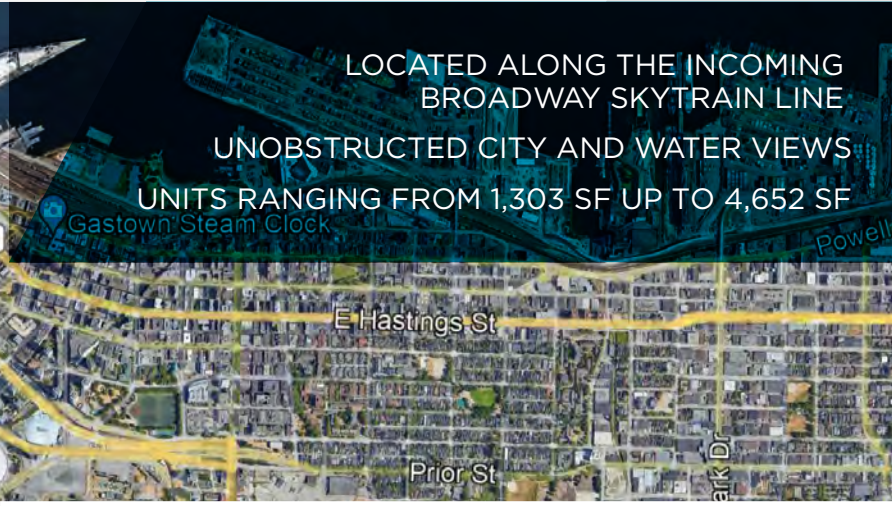 LOCATED ALONG THE INCOMING
BROADWAY SKYTRAIN LINE
UNOBSTRUCTED CITY AND WATER VIEWS
UNITS RANGING FROM 1,303 SF UP TO 4,652 SF
Gastown Steam Clock
Powell
E Hastings St
Prior St
ark Dr